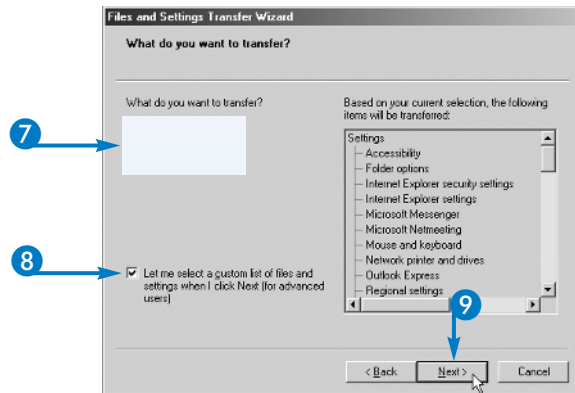 Files and Settings Transfer Wizard
What do you want to transfer?
What do you want to transfer?
Based on your current selection, the following
items will be transferred:
7
Settings
Accessibility
Folder options
Internet Explorer security settings
Internet Explorer settings
Microsoft Messenger
Microsoft Netmeeting
Mouse and keyboard
Network printer and drives
Outlook Express
Regional settings
8
Let me select a custom list of files and
settings when I click Next (for advanced
users)
9
< Back
Next >
Cancel